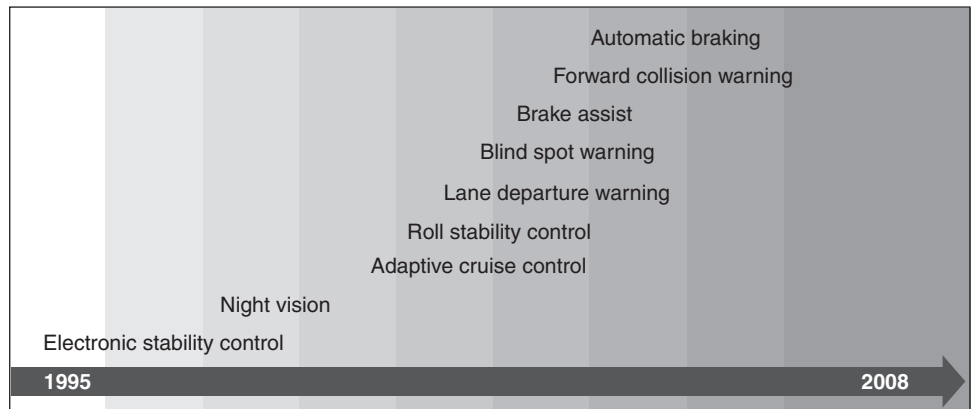 Automatic braking
Forward collision warning
Brake assist
Blind spot warning
Lane departure warning
Roll stability control
Adaptive cruise control
Night vision
Electronic stability control
1995 2008